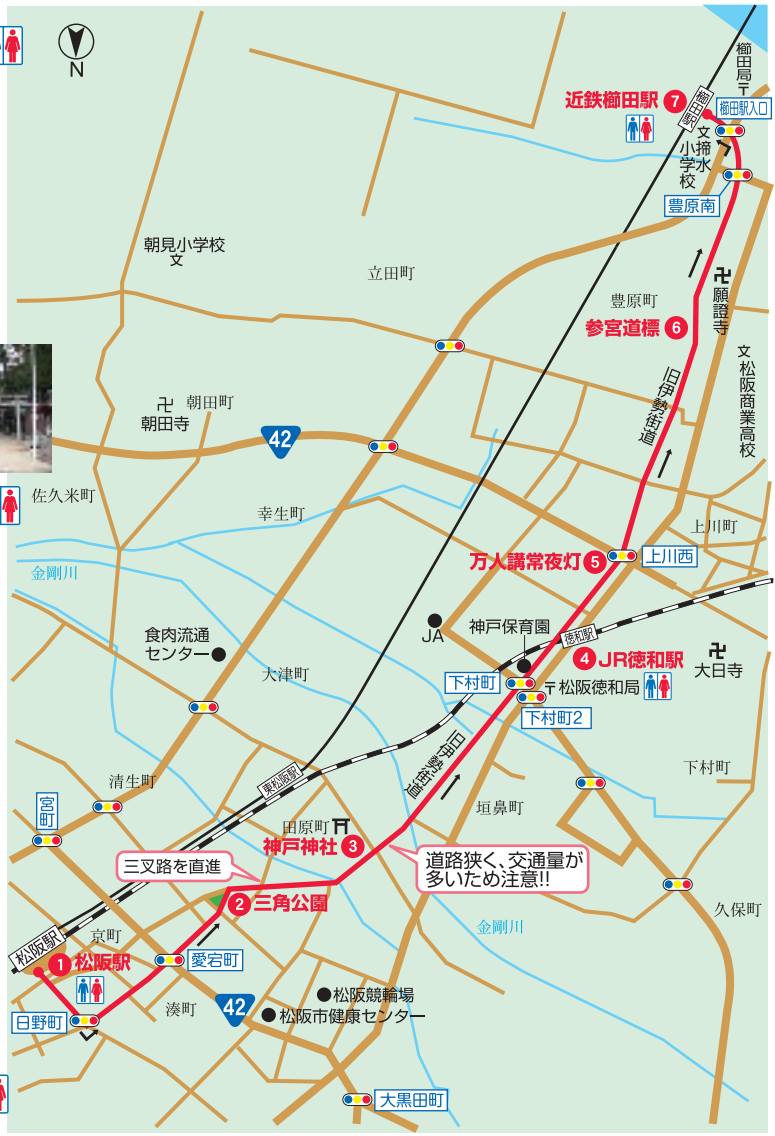 N
櫛田局
〒
近鉄櫛田駅 7
櫛田駅
櫛田駅入口
文 揥水小学校
豊原南
朝見小学校
文
立田町
豊原町
卍 願證寺
参宮道標 6
文 松阪商業高校
旧伊勢街道
卍
朝田寺
朝田町
42
佐久米町
幸生町
上川町
金剛川
万人講常夜灯 5
上川西
JA
神戸保育園
徳和駅
食肉流通
センター
4 JR徳和駅
卍
大日寺
大津町
下村町
〒松阪徳和局
下村町2
旧伊勢街道
下村町
東松阪駅
清生町
垣鼻町
宮町
田原町
神戸神社 3
三叉路を直進
道路狭く、交通量が
多いため注意!!
2 三角公園
久保町
金剛川
京町
松阪駅
1 松阪駅
愛宕町
日野町
湊町
42
松阪競輪場
松阪市健康センター
大黒田町